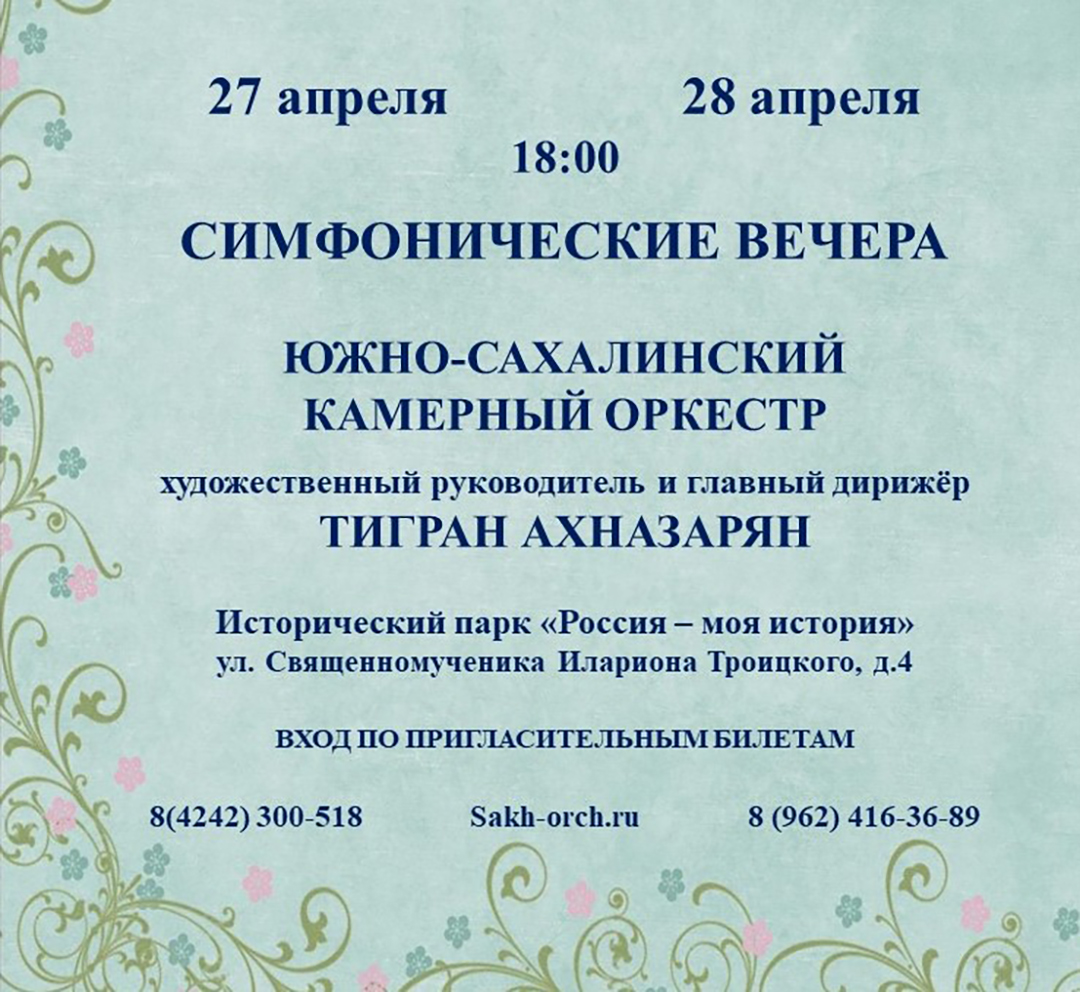 27 апреля 28 апреля
18:00
СИМФОНИЧЕСКИЕ ВЕЧЕРА
ЮЖНО-САХАЛИНСКИЙ
КАМЕРНЫЙ ОРКЕСТР
художественный руководитель и главный дирижёр
ТИГРАН АХНАЗАРЯН
Исторический парк «Россия – моя история»
ул. Священномученика Илариона Троицкого, д.4
ВХОД ПО ПРИГЛАСИТЕЛЬНЫМ БИЛЕТАМ
8(4242) 300-518 Sakh-orch.ru 8 (962) 416-36-89